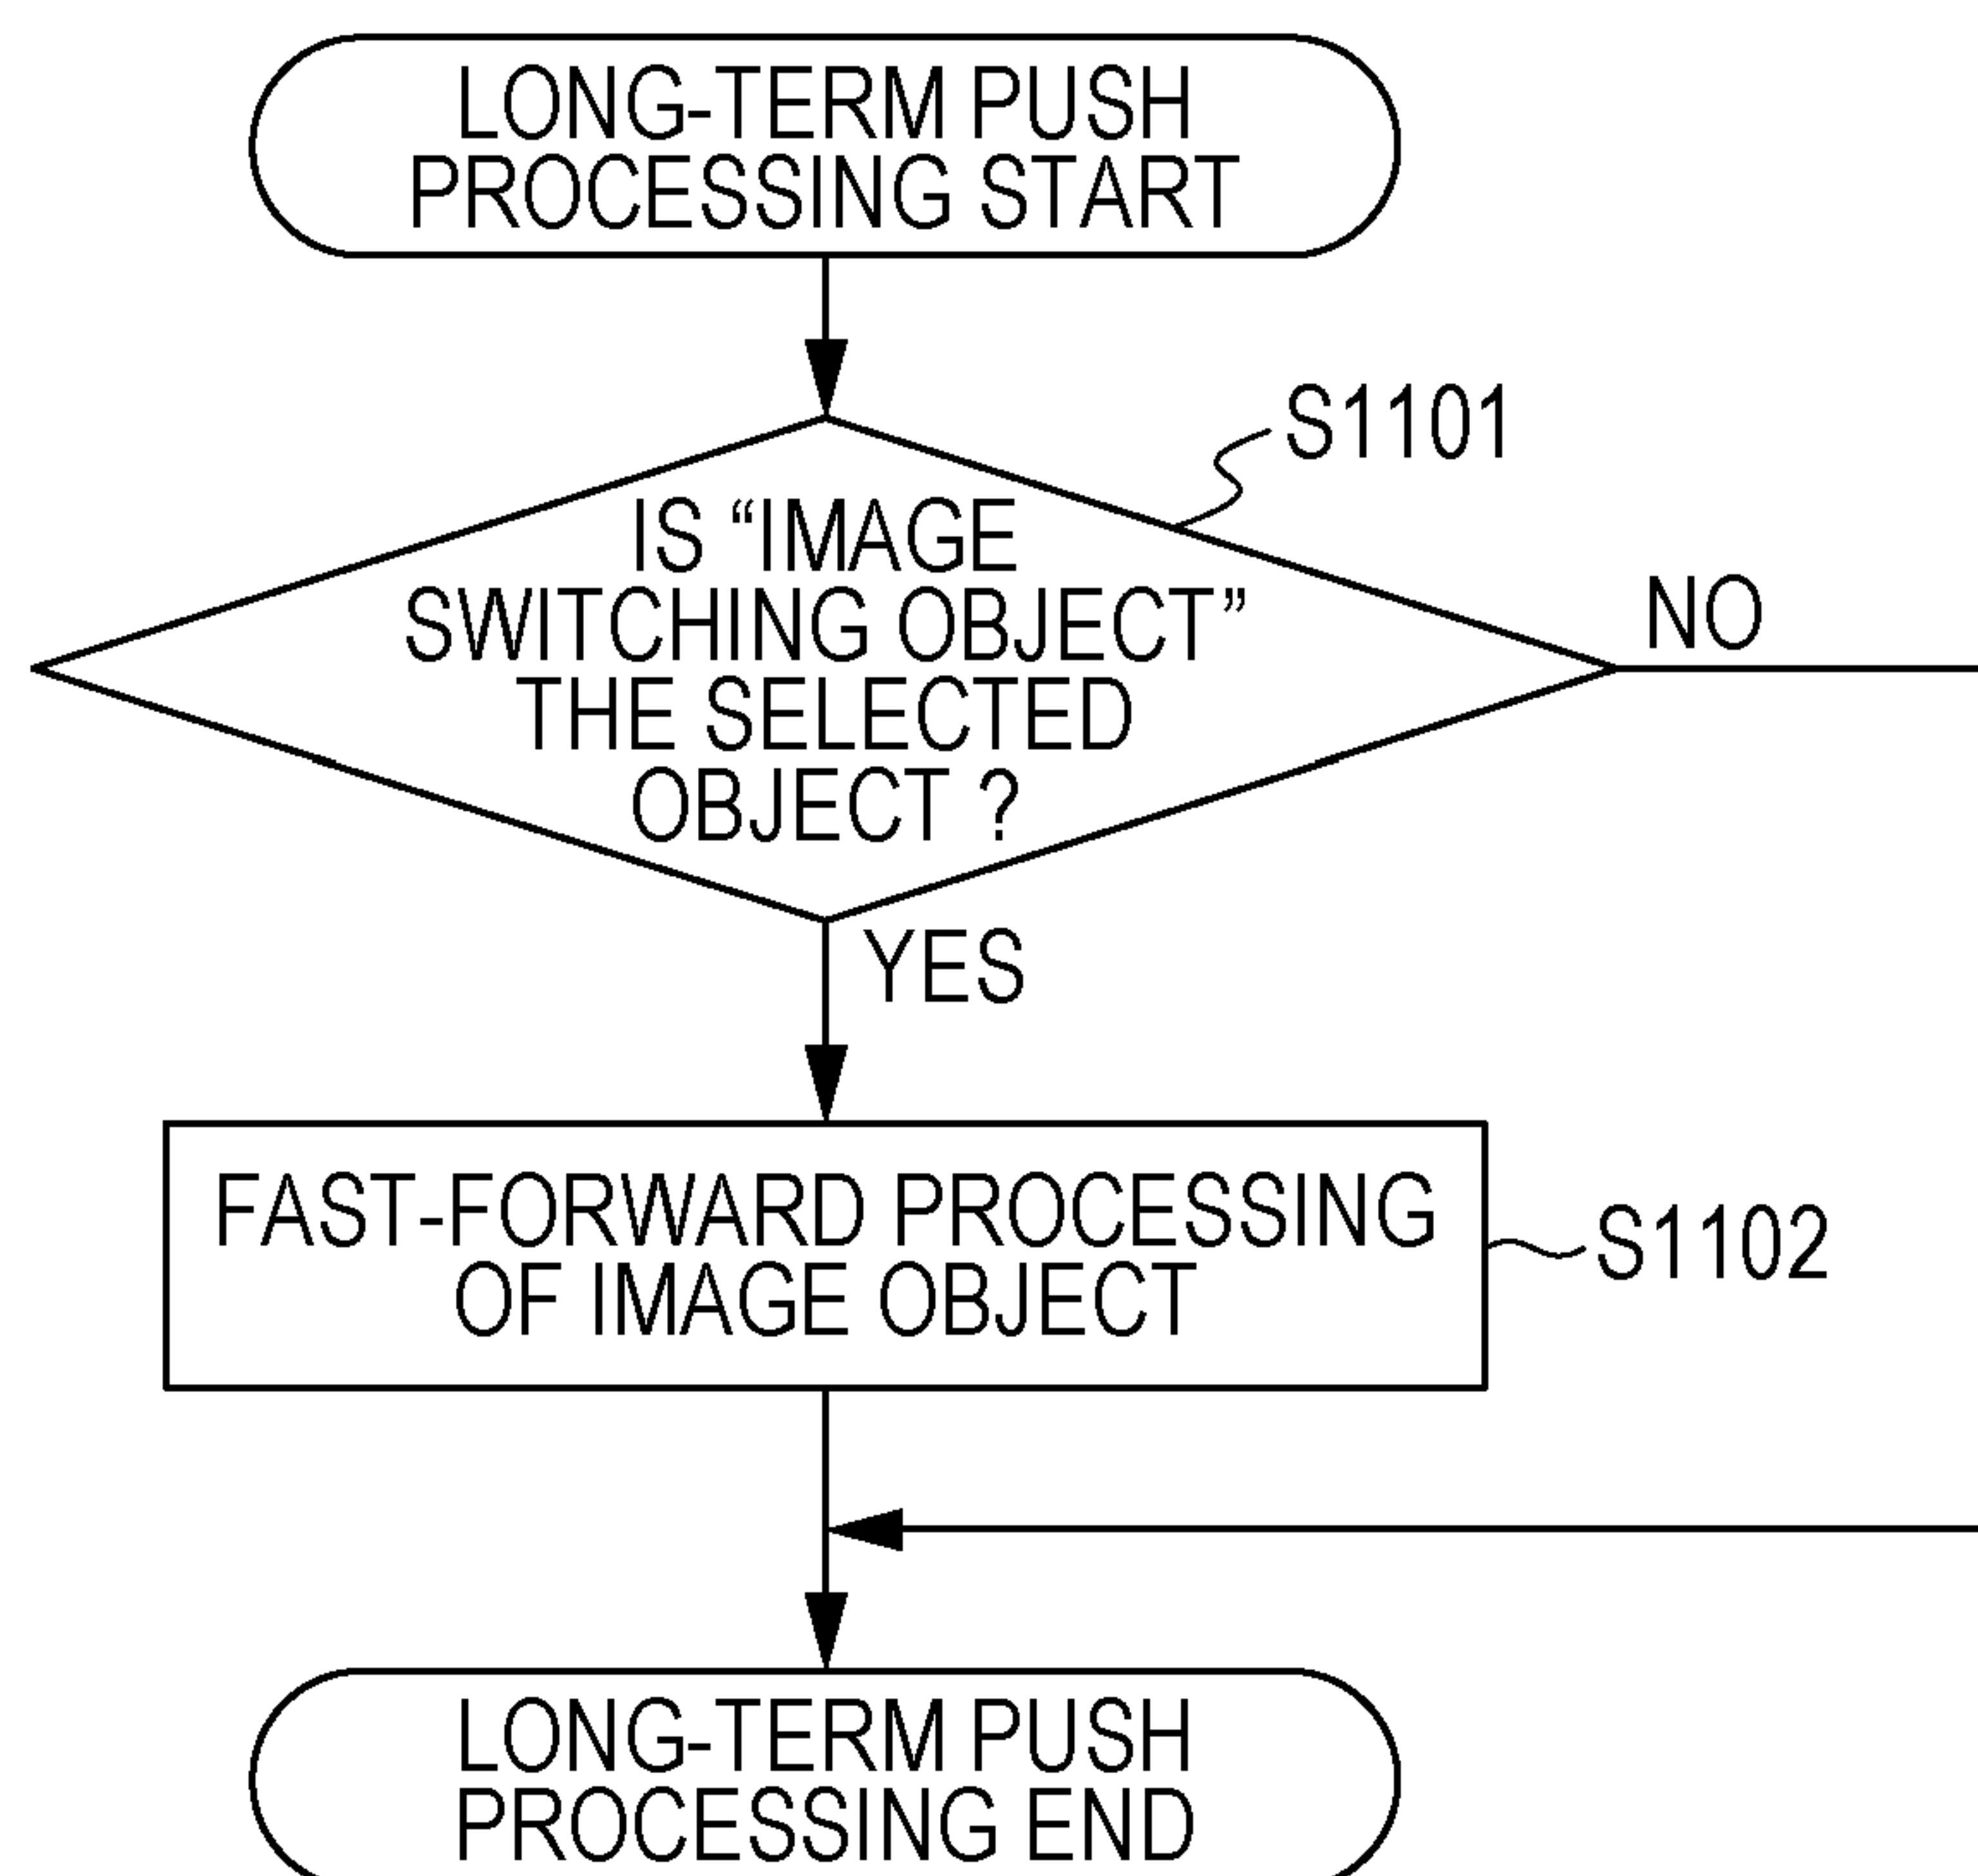 LONG-TERM PUSH
PROCESSING START
S1101
IS “IMAGE
SWITCHING OBJECT”
THE SELECTED
OBJECT ?
NO
YES
FAST-FORWARD PROCESSING
OF IMAGE OBJECT
S1102
LONG-TERM PUSH
PROCESSING END